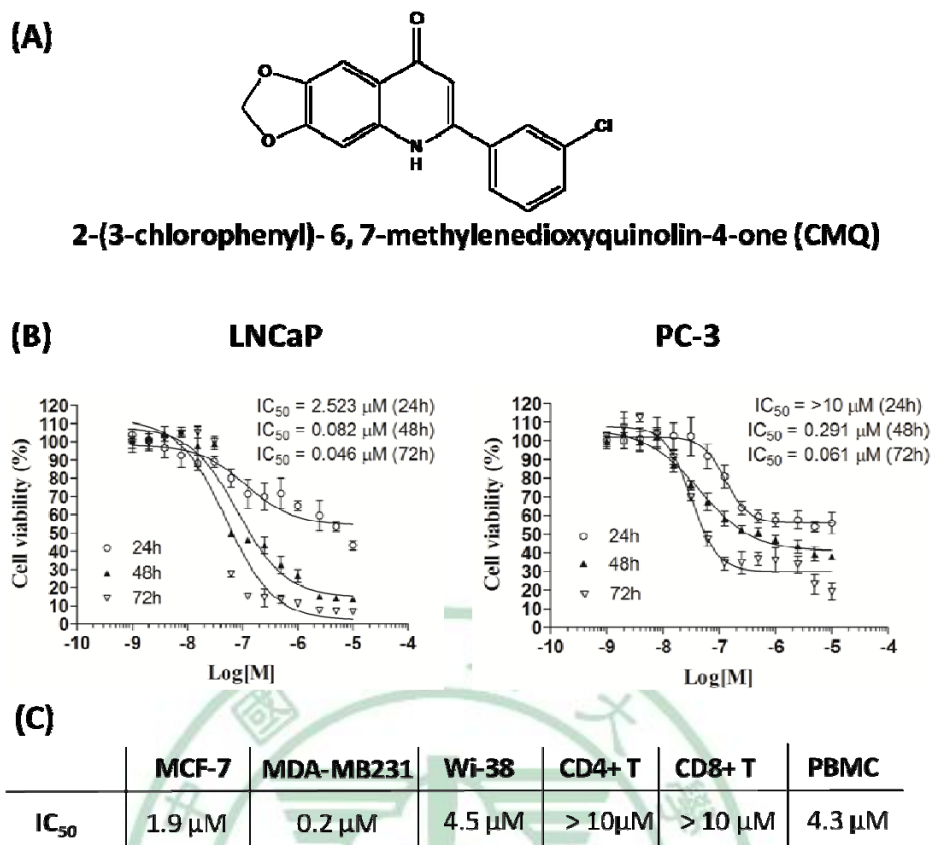 (A)
O
O
O
N
H
Cl
2-(3-chlorophenyl)- 6, 7-methylenedioxyquinolin-4-one (CMQ)
(B)
LNCaP
PC-3
IC50 = 2.523 µM (24h)
IC50 = 0.082 µM (48h)
IC50 = 0.046 µM (72h)
120
110
100
90
80
70
60
50
40
30
20
10
0
Cell viability (%)
24h
48h
72h
-10 -9 -8 -7 -6 -5 -4
Log[M]
IC50 = >10 µM (24h)
IC50 = 0.291 µM (48h)
IC50 = 0.061 µM (72h)
120
110
100
90
80
70
60
50
40
30
20
10
0
Cell viability (%)
24h
48h
72h
-10 -9 -8 -7 -6 -5 -4
Log[M]
(C)
國 大
中 學
MCF-7 MDA-MB231 Wi-38 CD4+ T CD8+ T PBMC
IC50 1.9 µM 0.2 µM 4.5 µM > 10µM > 10 µM 4.3 µM